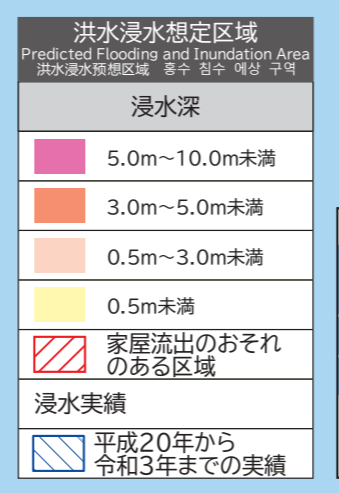 洪水浸水想定区域
Predicted Flooding and Inundation Area
洪水浸水预想区域 홍수 침수 예상 구역
浸水深
5.0m～10.0m未満
3.0m～5.0m未満
0.5m～3.0m未満
0.5m未満
家屋流出のおそれ
のある区域
浸水実績
平成20年から
令和3年までの実績